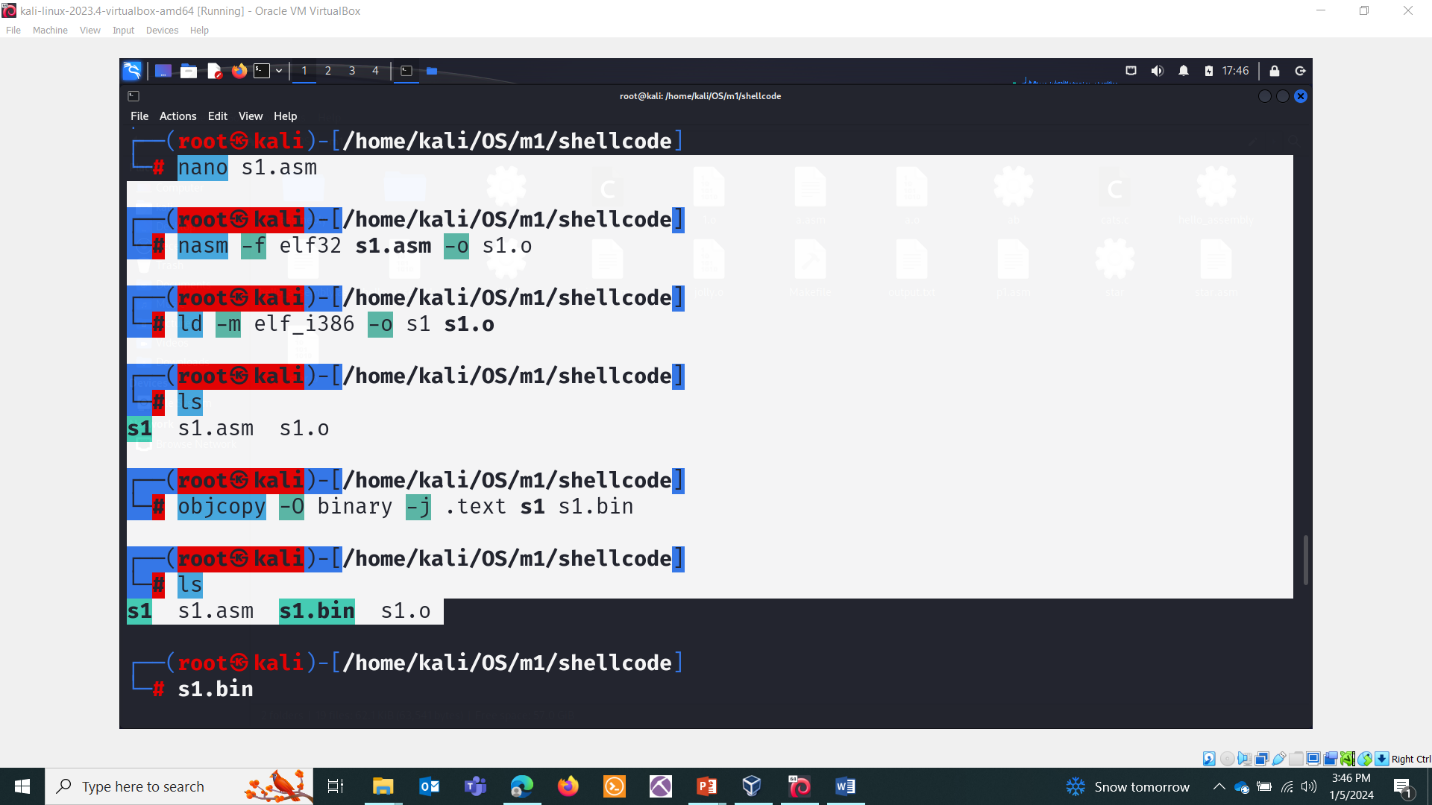 kali-linux-2023.4-virtualbox-amd64 [Running] - Oracle VM VirtualBox
File Machine View Input Devices Help
1 2 3 4 17:46
root@kali: /home/kali/OS/m1/shellcode
File Actions Edit View Help
┌──(root㉿kali)-[/home/kali/OS/m1/shellcode]
└─# nano s1.asm
┌──(root㉿kali)-[/home/kali/OS/m1/shellcode]
└─# nasm -f elf32 s1.asm -o s1.o
┌──(root㉿kali)-[/home/kali/OS/m1/shellcode]
└─# ld -m elf_i386 -o s1 s1.o
┌──(root㉿kali)-[/home/kali/OS/m1/shellcode]
└─# ls
s1 s1.asm s1.o
┌──(root㉿kali)-[/home/kali/OS/m1/shellcode]
└─# objcopy -O binary -j .text s1 s1.bin
┌──(root㉿kali)-[/home/kali/OS/m1/shellcode]
└─# ls
s1 s1.asm s1.bin s1.o
┌──(root㉿kali)-[/home/kali/OS/m1/shellcode]
└─# s1.bin
Right Ctrl
Type here to search
Snow tomorrow
3:46 PM
1/5/2024
1